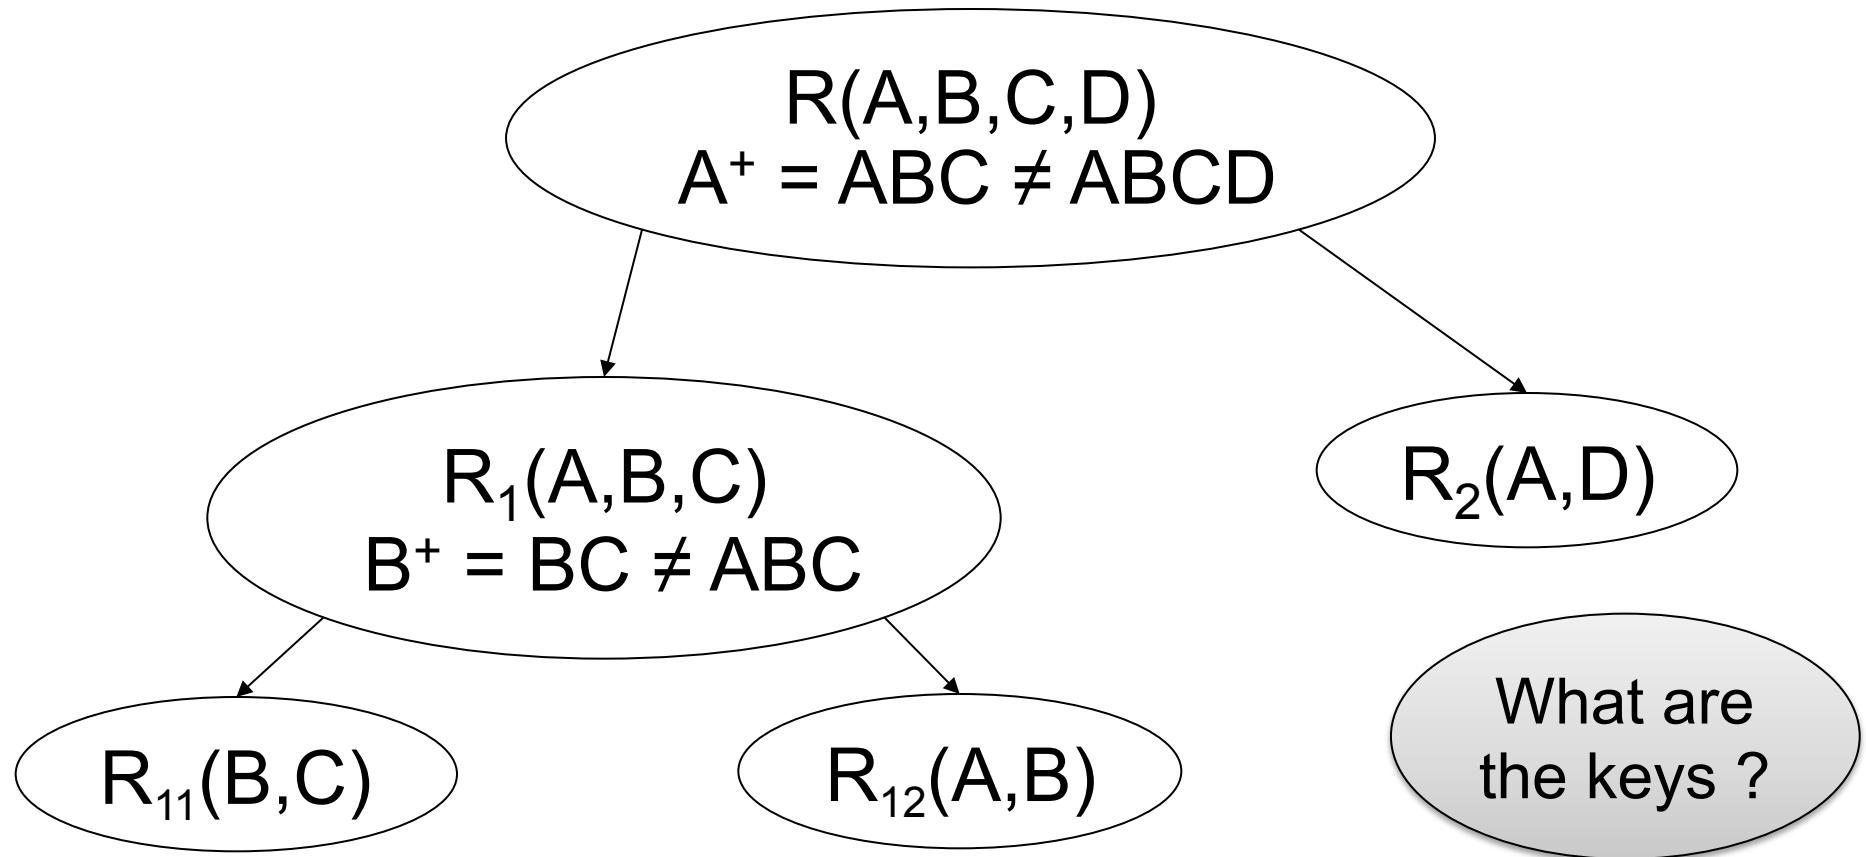 R(A,B,C,D)
A⁺ = ABC ≠ ABCD
R₁(A,B,C)
B⁺ = BC ≠ ABC
R₂(A,D)
R₁₁(B,C)
R₁₂(A,B)
What are
the keys ?